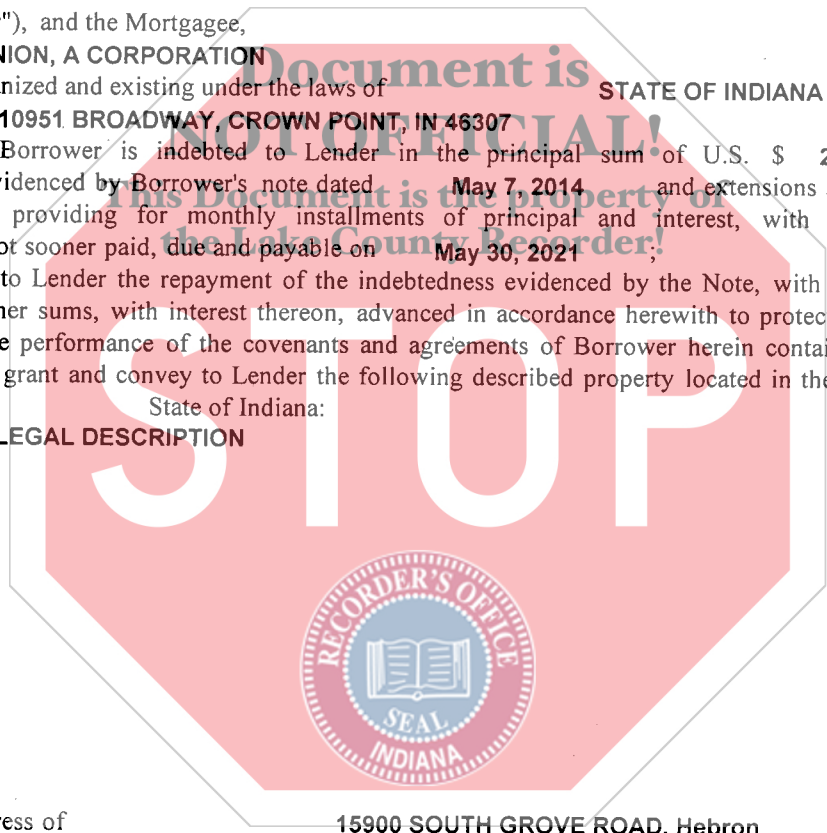 "), and the Mortgagee,
NION, A CORPORATION
Document is
nized and existing under the laws of STATE OF INDIANA
10951 BROADWAY, CROWN POINT, IN 46307
NOT OFFICIAL!
Borrower is indebted to Lender in the principal sum of U.S. $ 2
videnced by Borrower's note dated May 7, 2014 and extensions
This Document is the property of
providing for monthly installments of principal and interest, with
the Lake County Recorder!
ot sooner paid, due and payable on May 30, 2021 ;
to Lender the repayment of the indebtedness evidenced by the Note, with
her sums, with interest thereon, advanced in accordance herewith to protec
e performance of the covenants and agreements of Borrower herein contai
grant and convey to Lender the following described property located in the
State of Indiana:
LEGAL DESCRIPTION
STOP
RECORDER'S OFFICE
SEAL
INDIANA
ress of 15900 SOUTH GROVE ROAD, Hebron